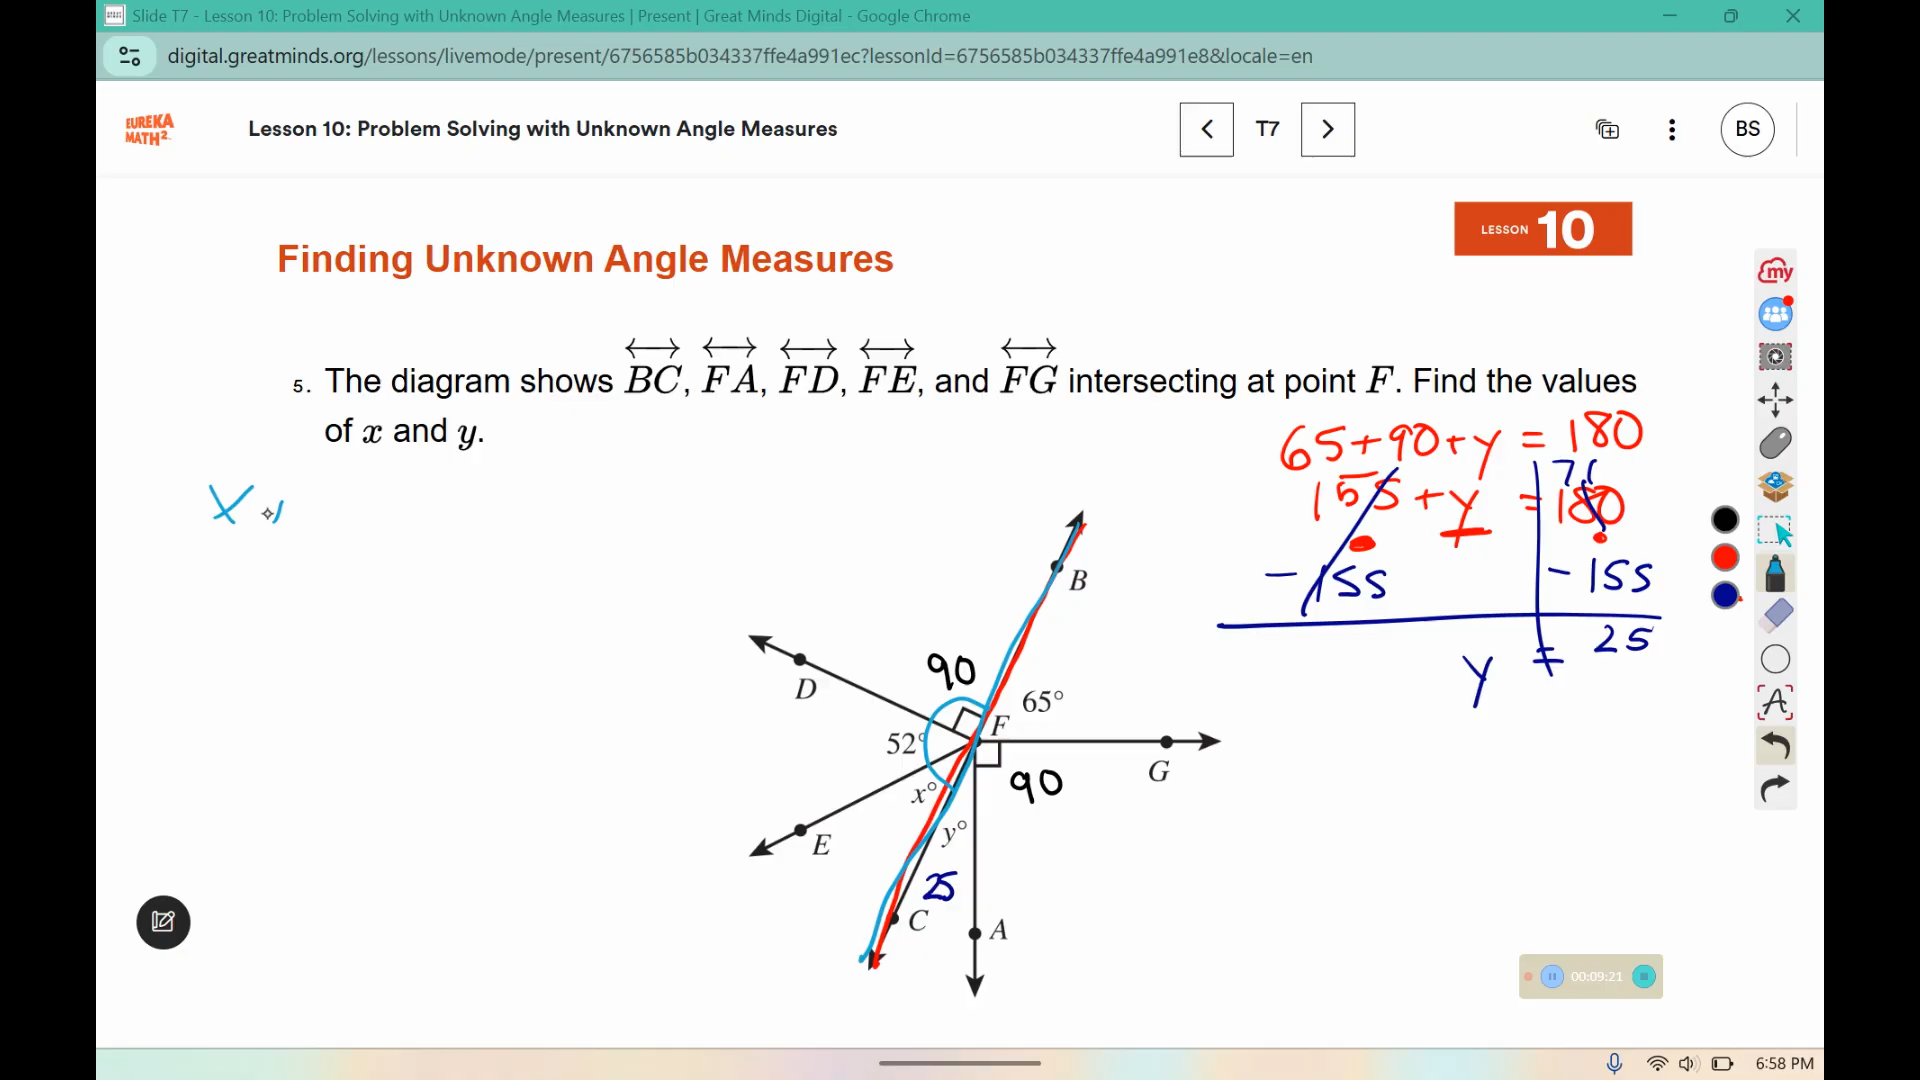 Slide T7 - Lesson 10: Problem Solving with Unknown Angle Measures | Present | Great Minds Digital - Google Chrome
digital.greatminds.org/lessons/livemode/present/6756585b034337ffe4a991ec?lessonId=6756585b034337ffe4a991e8&locale=en
EUREKA MATH²
Lesson 10: Problem Solving with Unknown Angle Measures
T7
BS
LESSON 10
Finding Unknown Angle Measures
my
5. The diagram shows BC, FA, FD, FE, and FG intersecting at point F. Find the values
of x and y.
65+90+y = 180
155 + y = 180
- 155 - 155
y = 25
X
B
D
90
65°
F
52°
G
x°
90
E
y°
25
C
A
00:09:21
6:58 PM